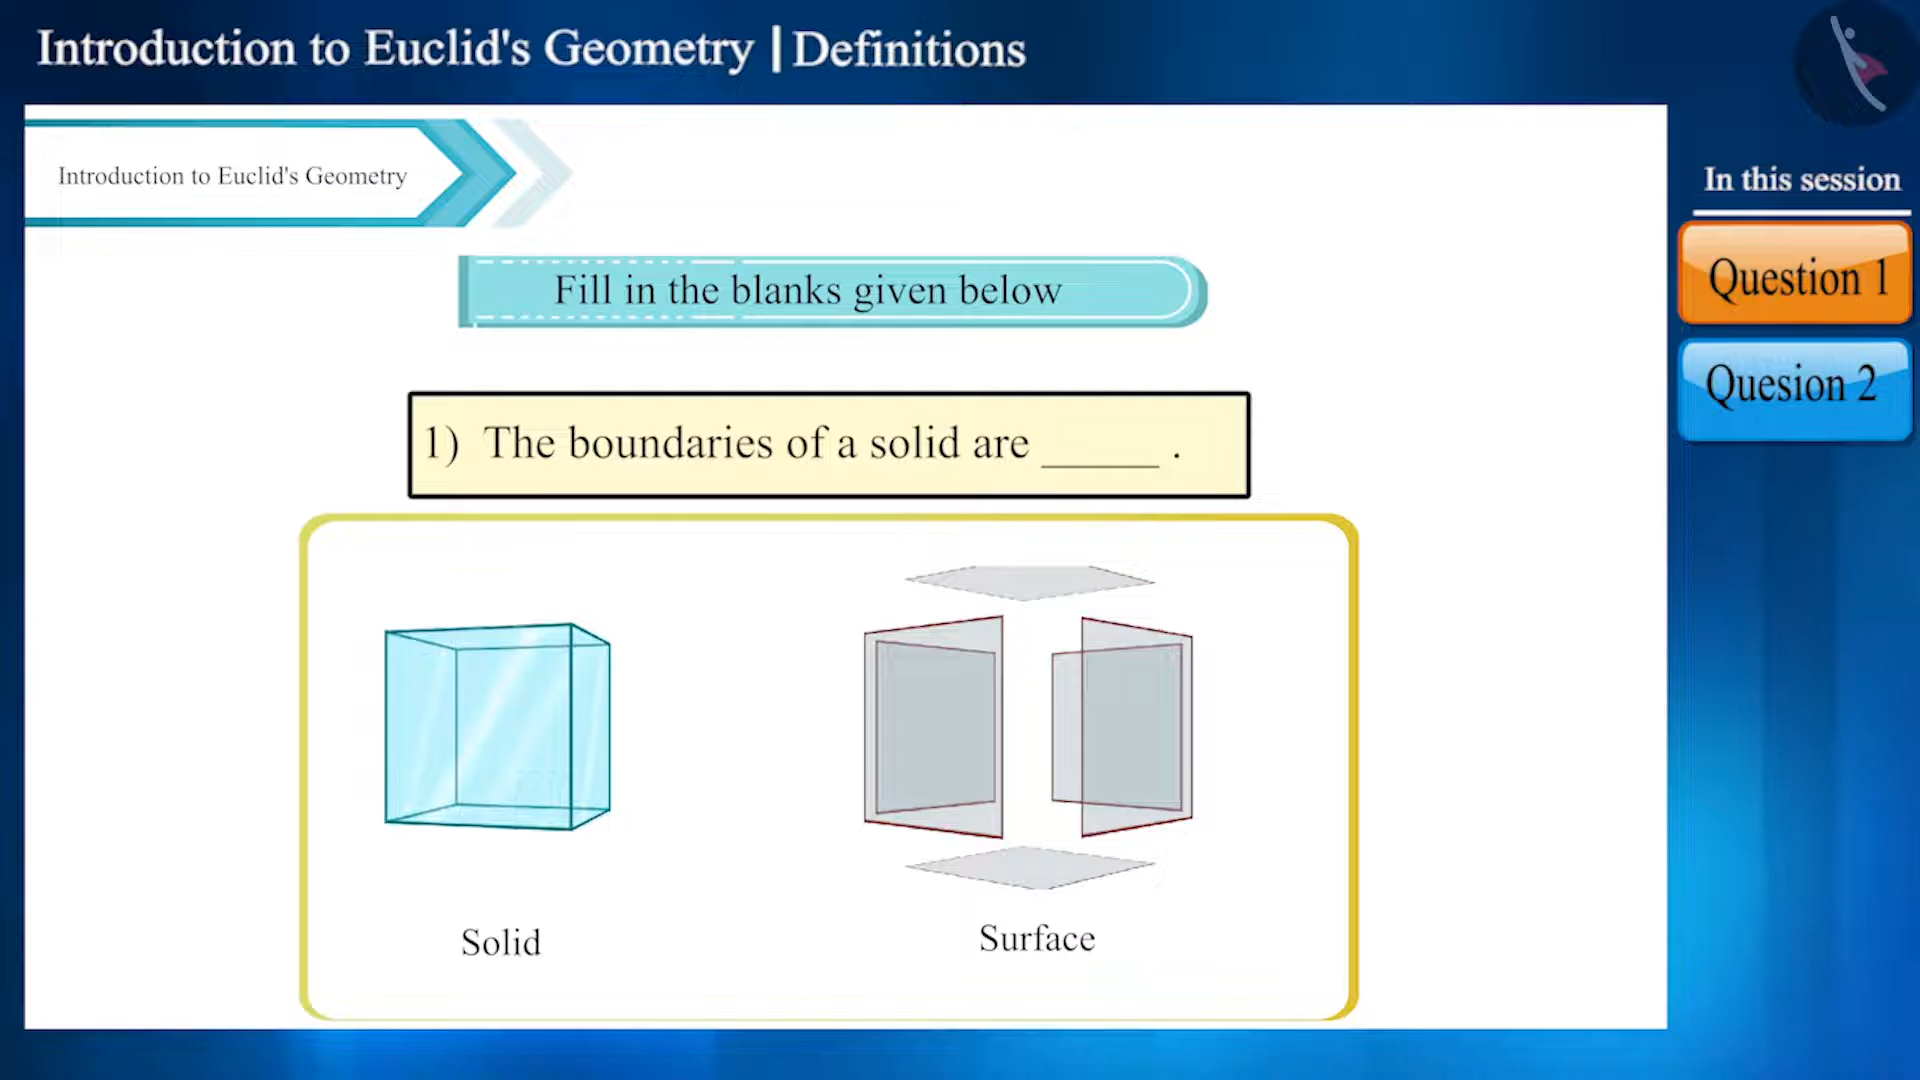 Introduction to Euclid's Geometry | Definitions
Introduction to Euclid's Geometry
In this session
Question 1
Quesion 2
Fill in the blanks given below
1) The boundaries of a solid are ______ .
Solid
Surface